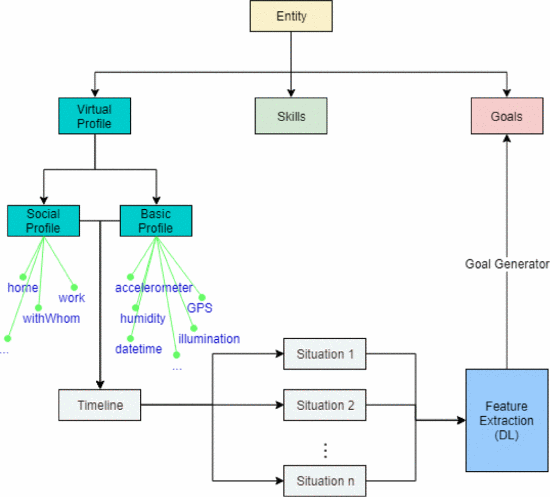 Entity
Virtual
Profile
Skills
Goals
Social
Profile
Basic
Profile
home
work
withWhom
...
accelerometer
GPS
humidity
illumination
datetime
...
Goal Generator
Timeline
Situation 1
Situation 2
⋮
Situation n
Feature
Extraction
(DL)